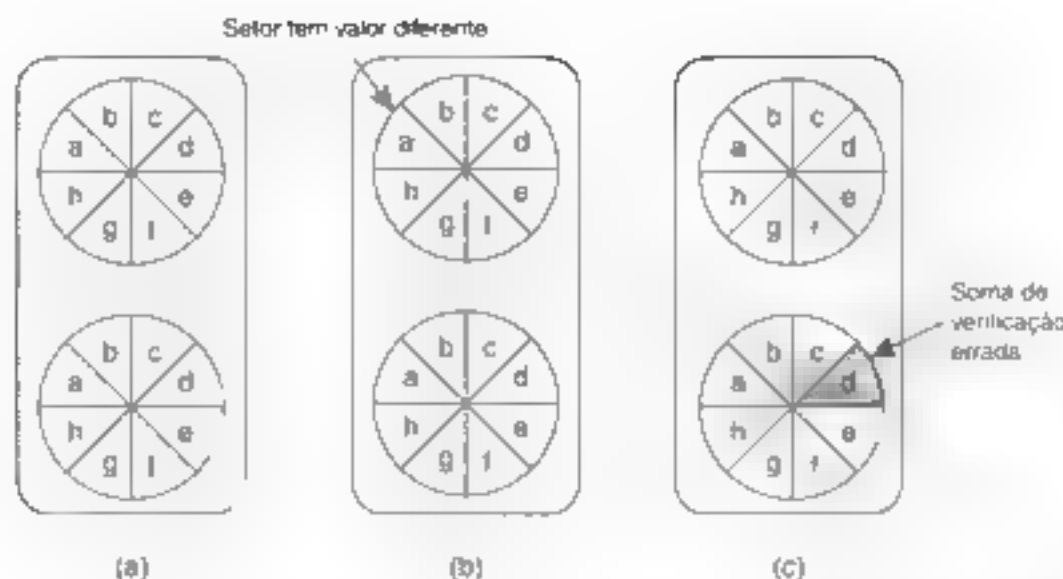 Setor tem valor diferente
b c
a d
h e
g f
b c
a d
h e
g f
b c
a d
h e
g f
Soma de
verificação
errada
b c
a d
h e
g f
b c
a d
h e
g f
b c
a d
h e
g f
(a) (b) (c)